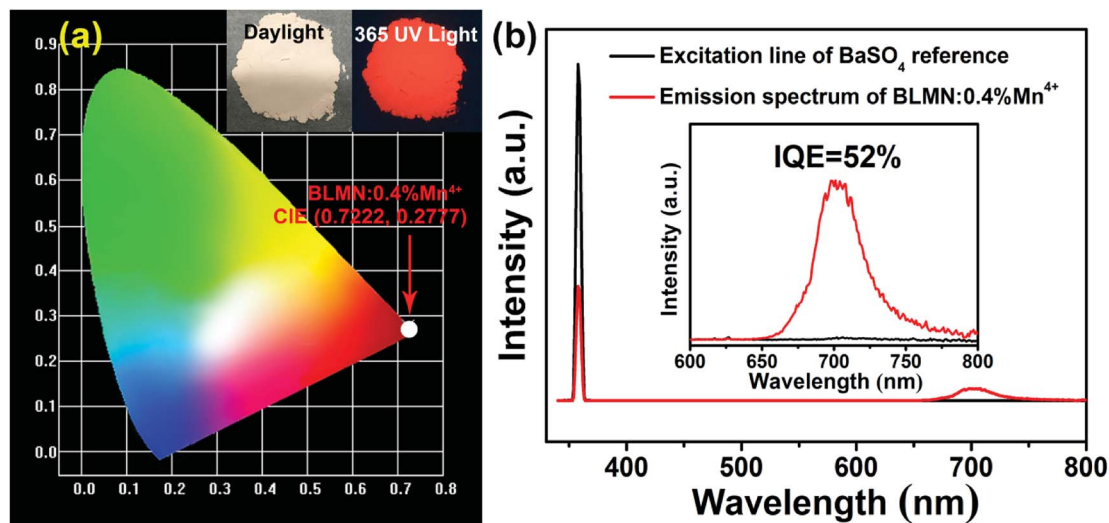 (a)
Daylight
365 UV Light
0.9
0.8
0.7
0.6
0.5
0.4
0.3
0.2
0.1
0.0
BLMN:0.4%Mn⁴⁺
CIE (0.7222, 0.2777)
0.0 0.1 0.2 0.3 0.4 0.5 0.6 0.7 0.8
(b)
Excitation line of BaSO₄ reference
Emission spectrum of BLMN:0.4%Mn⁴⁺
IQE=52%
Intensity (a.u.)
600 650 700 750 800
Wavelength (nm)
Intensity (a.u.)
400 500 600 700 800
Wavelength (nm)